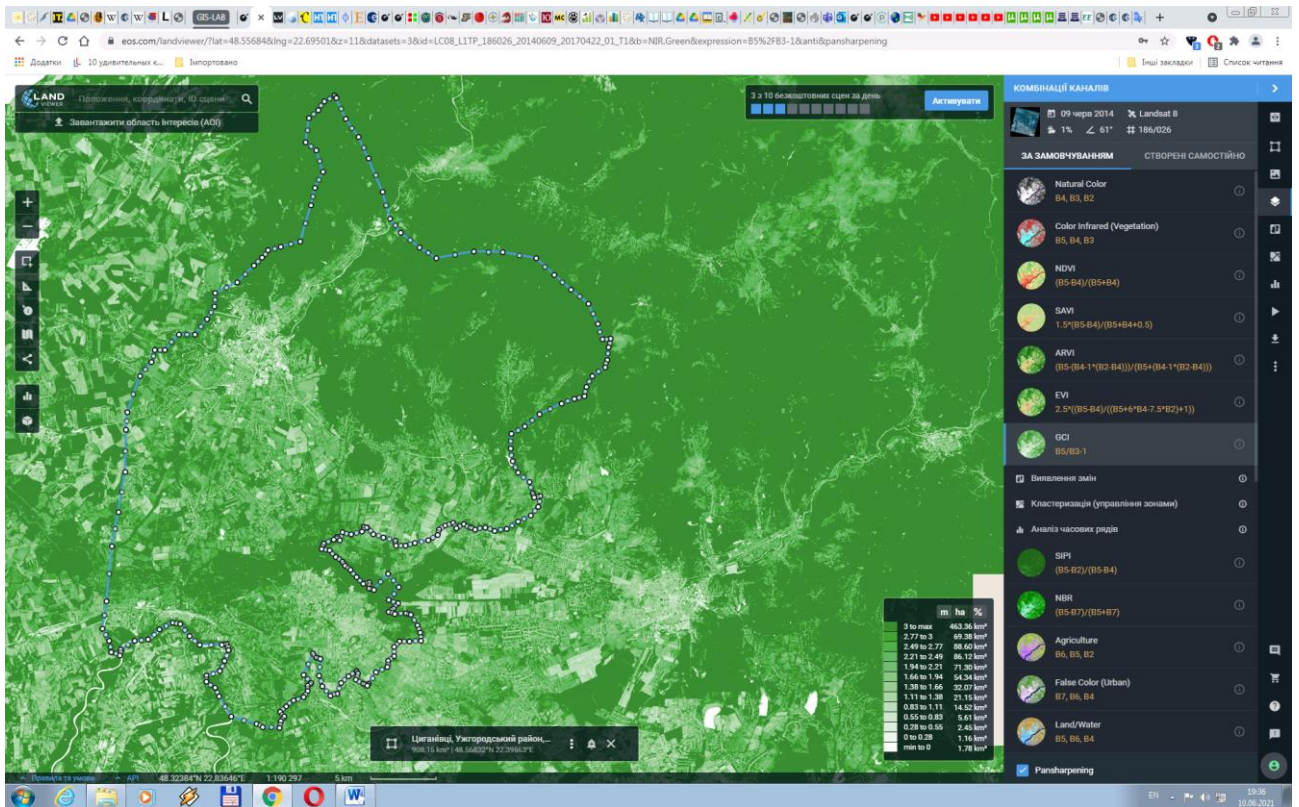 GIS-LAB
eos.com/landviewer/?lat=48.55684&lng=22.69501&z=11&datasets=3&id=LC08_L1TP_186026_20140609_20170422_01_T1&b=NIR.Green&expression=B5%2FB3-1&anti&pansharpening
Додатки
10 удивительных к...
Імпортовано
Інші закладки
Список читання
LAND VIEWER
Положення, координати, ID сцени
Завантажити область Інтересів (AOI)
3 з 10 безкоштовних сцен за день
Активувати
КОМБІНАЦІЇ КАНАЛІВ
09 черв 2014 Landsat 8
1% 61° 186/026
ЗА ЗАМОВЧУВАННЯМ СТВОРЕНІ САМОСТІЙНО
Natural Color
B4, B3, B2
Color Infrared (Vegetation)
B5, B4, B3
NDVI
(B5-B4)/(B5+B4)
SAVI
1.5*(B5-B4)/(B5+B4+0.5)
ARVI
(B5-(B4-1*(B2-B4)))/(B5+(B4-1*(B2-B4)))
EVI
2.5*((B5-B4)/((B5+6*B4-7.5*B2)+1))
GCI
B5/B3-1
Виявлення змін
Кластеризація (управління зонами)
Аналіз часових рядів
SIPI
(B5-B2)/(B5-B4)
NBR
(B5-B7)/(B5+B7)
Agriculture
B6, B5, B2
False Color (Urban)
B7, B6, B4
Land/Water
B5, B6, B4
Pansharpening
m ha %
3 to max 463.36 km²
2.77 to 3 69.38 km²
2.49 to 2.77 88.60 km²
2.21 to 2.49 86.12 km²
1.94 to 2.21 71.30 km²
1.66 to 1.94 54.34 km²
1.38 to 1.66 32.07 km²
1.11 to 1.38 21.15 km²
0.83 to 1.11 14.52 km²
0.55 to 0.83 5.61 km²
0.28 to 0.55 2.45 km²
0 to 0.28 1.16 km²
min to 0 1.78 km²
Циганівці, Ужгородський район,...
908.15 km² | 48.56832°N 22.39663°E
Правила та умови
API
48.32384°N 22.83646°E
1:190 297
5 km
EN
19:36
10.06.2021